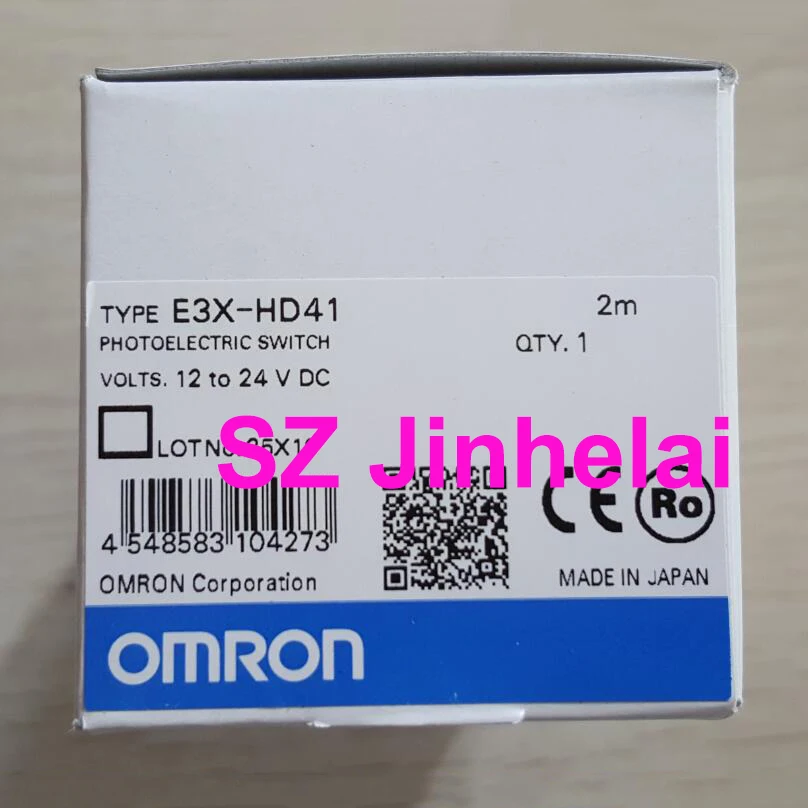 TYPE E3X-HD41 2m
PHOTOELECTRIC SWITCH QTY. 1
VOLTS. 12 to 24 V DC
SZ Jinhelai
LOT
CE Ro
4 548583 104273
OMRON Corporation MADE IN JAPAN
OMRON